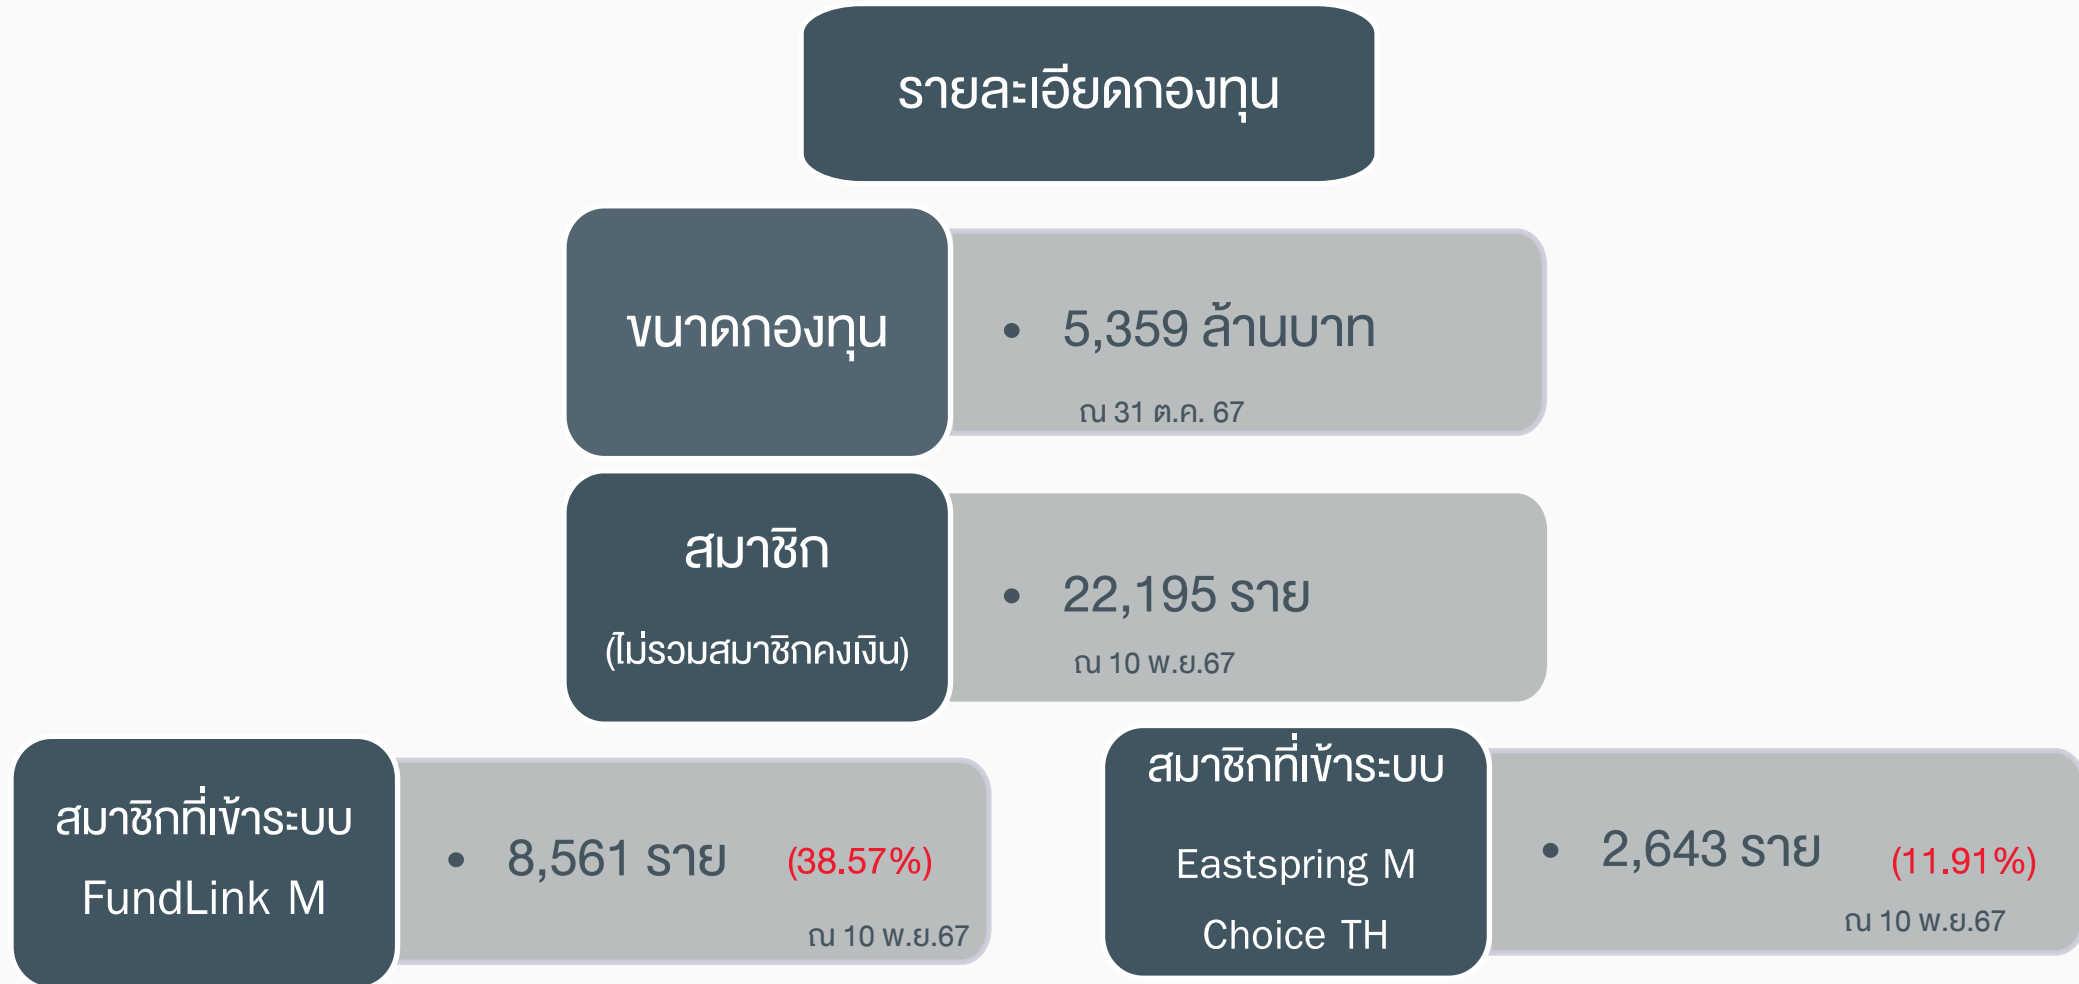 รายละเอียดกองทุน
ขนาดกองทุน
• 5,359 ล้านบาท
ณ 31 ต.ค. 67
สมาชิก
(ไม่รวมสมาชิกคงเงิน)
• 22,195 ราย
ณ 10 พ.ย.67
สมาชิกที่เข้าระบบ
FundLink M
• 8,561 ราย (38.57%)
ณ 10 พ.ย.67
สมาชิกที่เข้าระบบ
Eastspring M
Choice TH
• 2,643 ราย (11.91%)
ณ 10 พ.ย.67